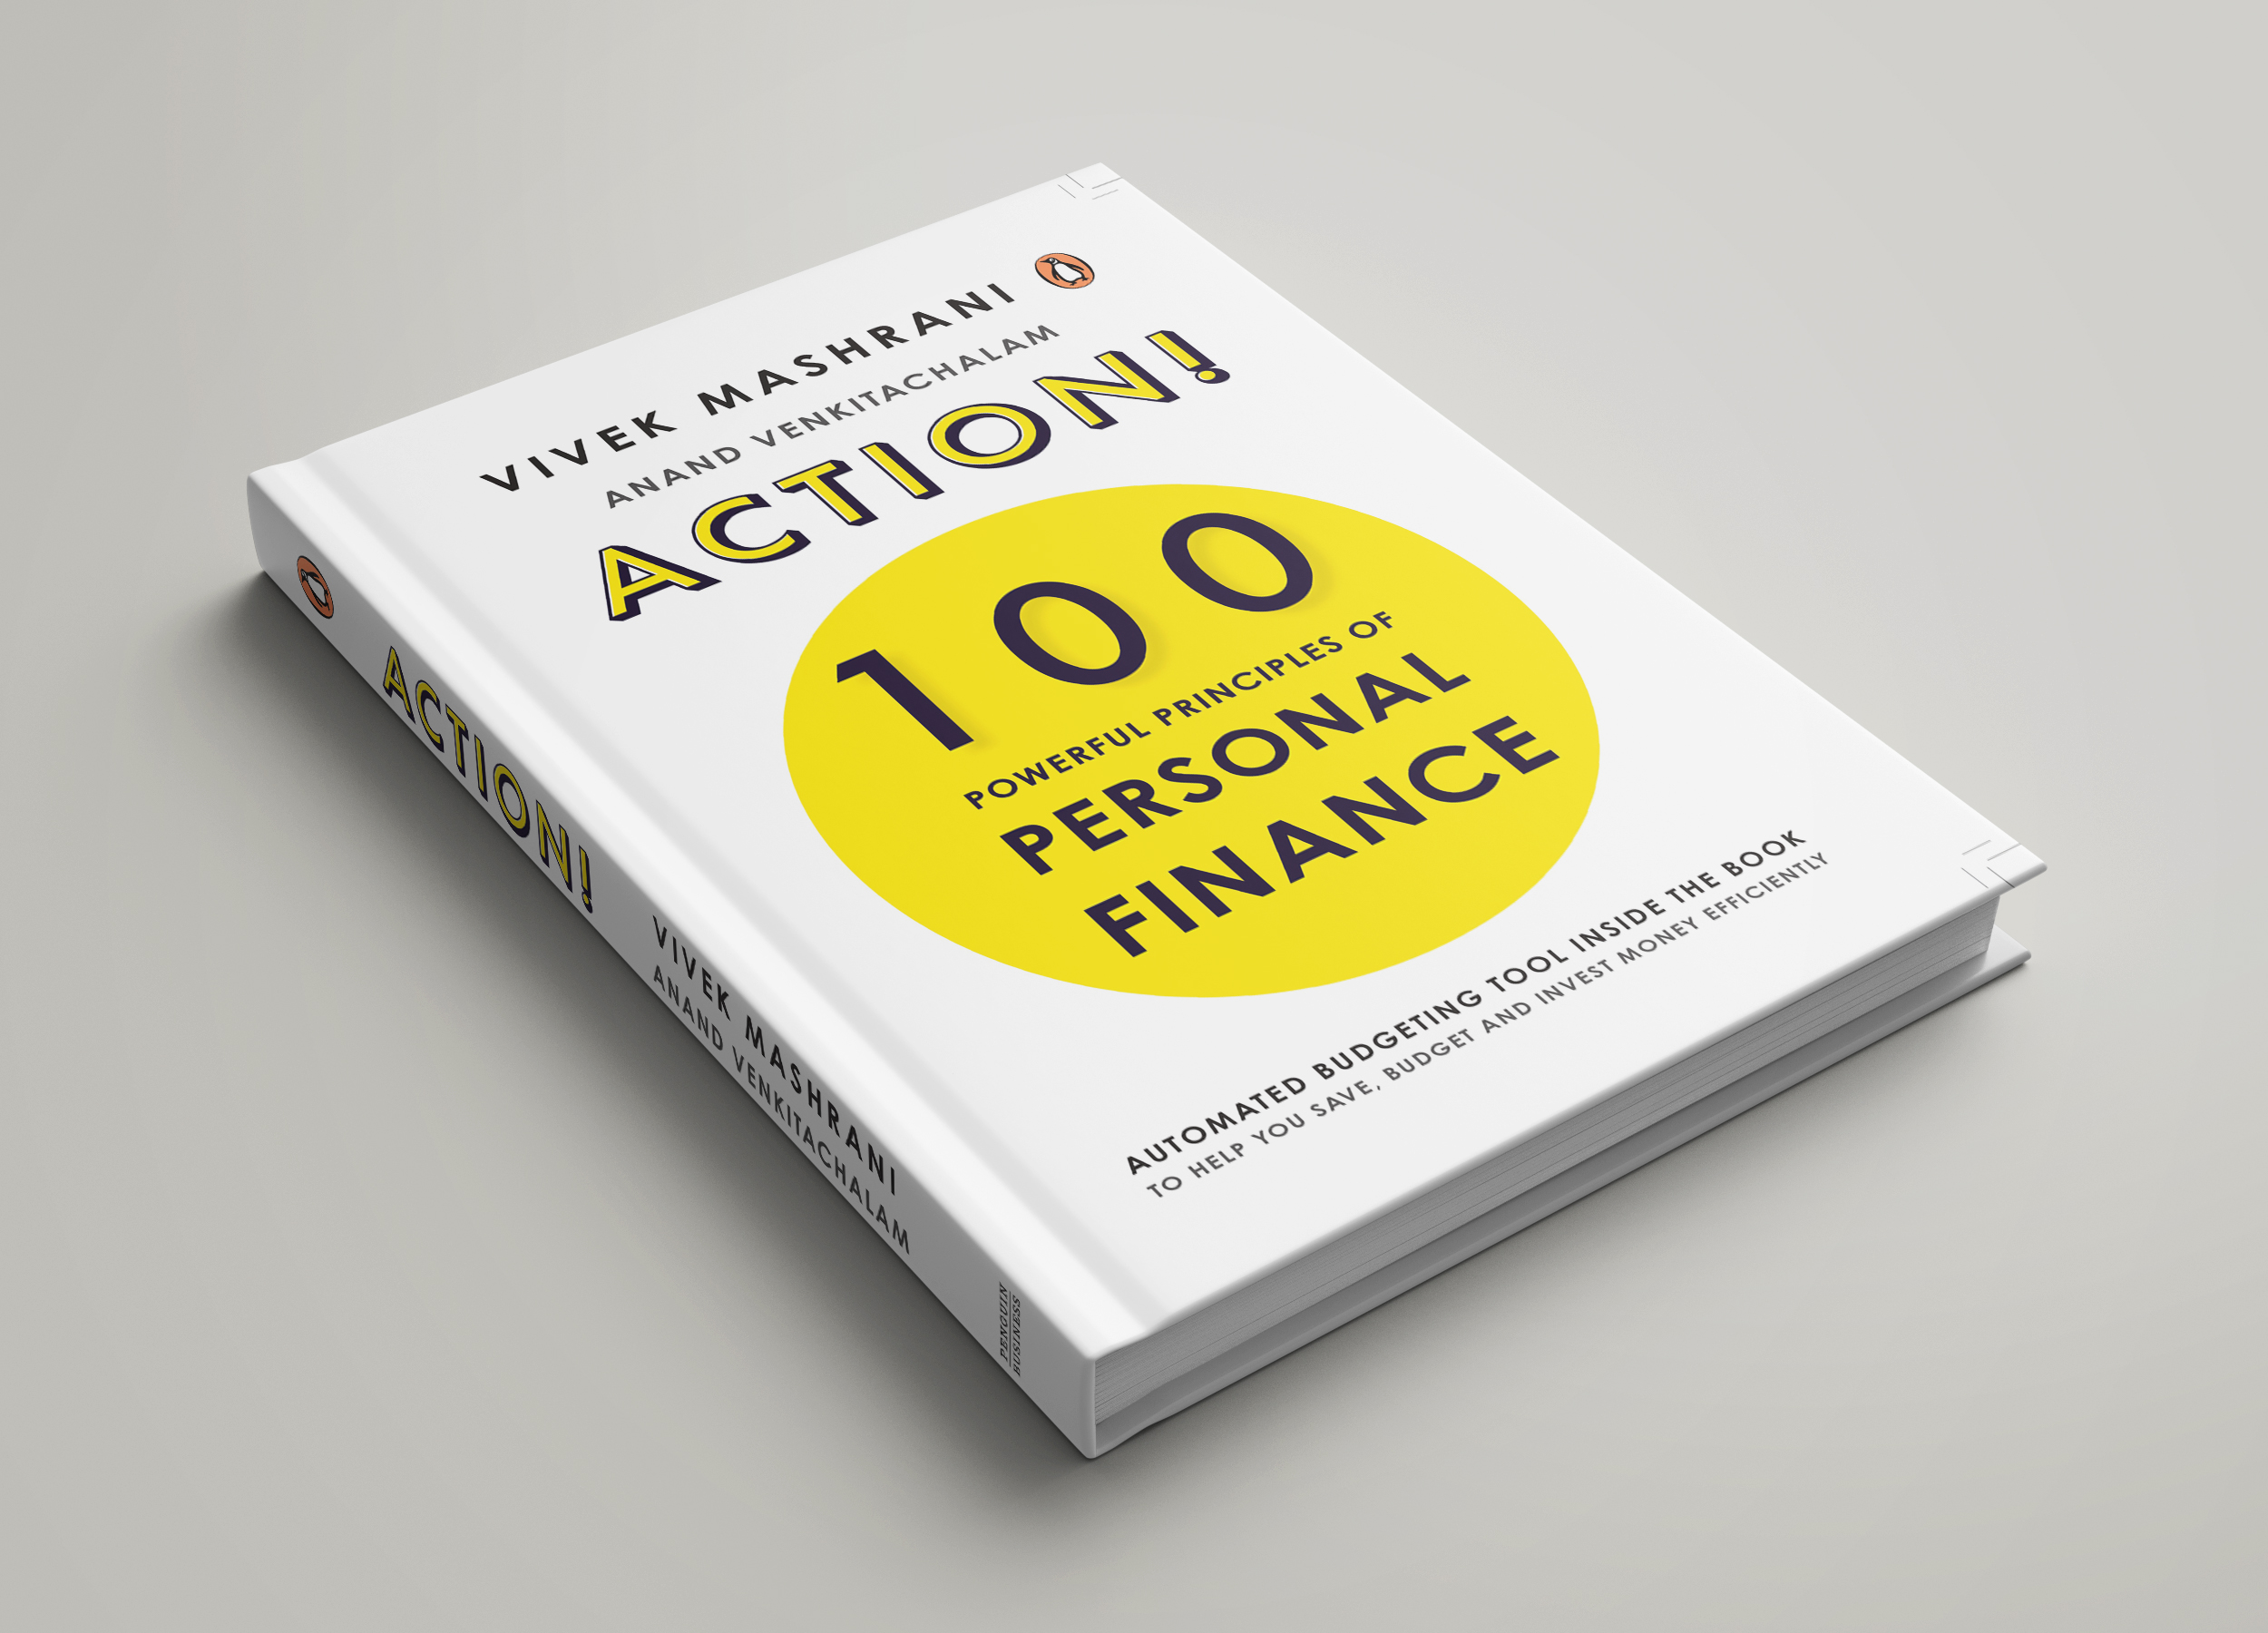 VIVEK MASHRANI
ANAND VENKITACHALAM
ACTION!
100
POWERFUL PRINCIPLES OF
PERSONAL
FINANCE
AUTOMATED BUDGETING TOOL INSIDE THE BOOK
TO HELP YOU SAVE, BUDGET AND INVEST MONEY EFFICIENTLY
ACTION!
VIVEK MASHRANI
ANAND VENKITACHALAM
PENGUIN
BUSINESS